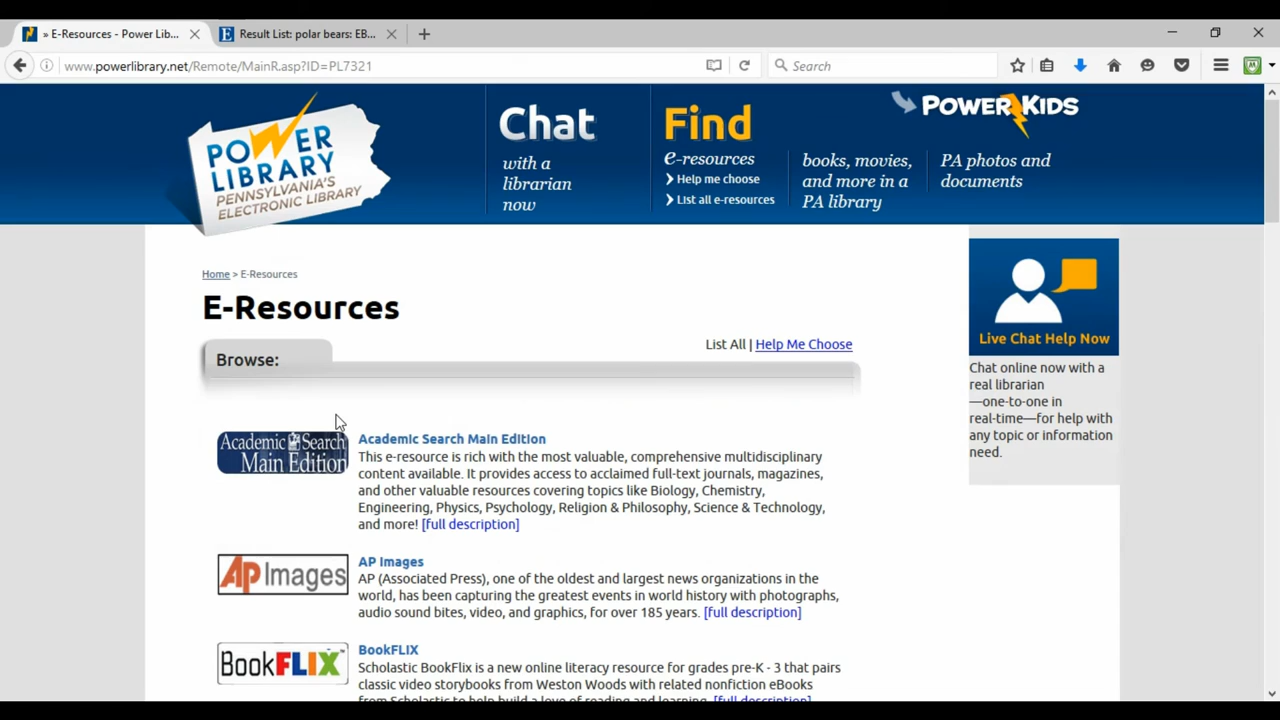 » E-Resources - Power Lib...
Result List: polar bears: EB...
www.powerlibrary.net/Remote/MainR.asp?ID=PL7321
Search
POWER
LIBRARY
PENNSYLVANIA'S
ELECTRONIC LIBRARY
Chat
with a
librarian
now
Find
e-resources
Help me choose
List all e-resources
books, movies,
and more in a
PA library
POWER KIDS
PA photos and
documents
Home > E-Resources
E-Resources
Browse:
List All | Help Me Choose
Academic Search
Main Edition
Academic Search Main Edition
This e-resource is rich with the most valuable, comprehensive multidisciplinary
content available. It provides access to acclaimed full-text journals, magazines,
and other valuable resources covering topics like Biology, Chemistry,
Engineering, Physics, Psychology, Religion & Philosophy, Science & Technology,
and more! [full description]
AP Images
AP Images
AP (Associated Press), one of the oldest and largest news organizations in the
world, has been capturing the greatest events in world history with photographs,
audio sound bites, video, and graphics, for over 185 years. [full description]
BookFLIX
BookFLIX
Scholastic BookFlix is a new online literacy resource for grades pre-K - 3 that pairs
classic video storybooks from Weston Woods with related nonfiction eBooks
from Scholastic to help build a love of reading and learning. [full description]
Live Chat Help Now
Chat online now with a
real librarian
—one-to-one in
real-time—for help with
any topic or information
need.